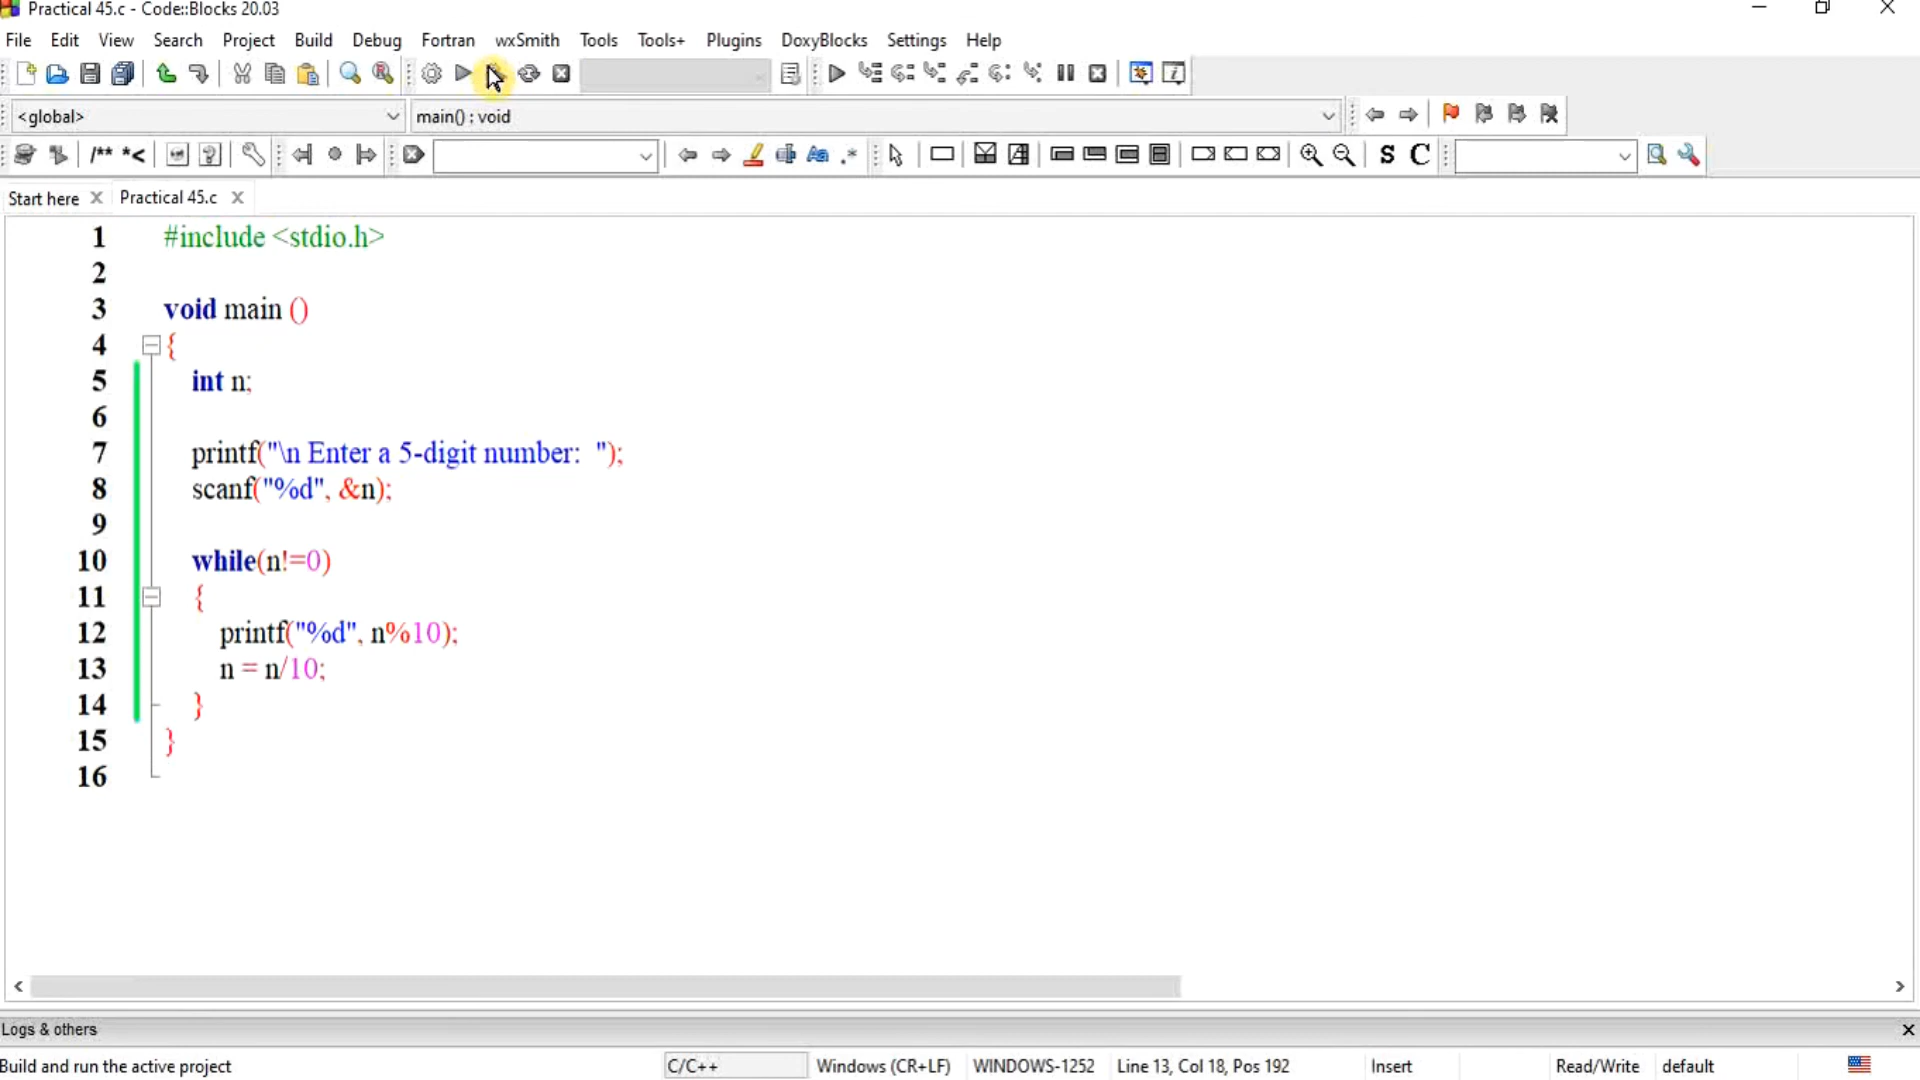 Practical 45.c - Code::Blocks 20.03
File Edit View Search Project Build Debug Fortran wxSmith Tools Tools+ Plugins DoxyBlocks Settings Help
<global> main() : void
/** *< Aa .* S C
Start here Practical 45.c
1 #include <stdio.h>
2
3 void main ()
4 {
5 int n;
6
7 printf("\n Enter a 5-digit number:  ");
8 scanf("%d", &n);
9
10 while(n!=0)
11 {
12 printf("%d", n%10);
13 n = n/10;
14 }
15 }
16
Logs & others
Build and run the active project C/C++ Windows (CR+LF) WINDOWS-1252 Line 13, Col 18, Pos 192 Insert Read/Write default